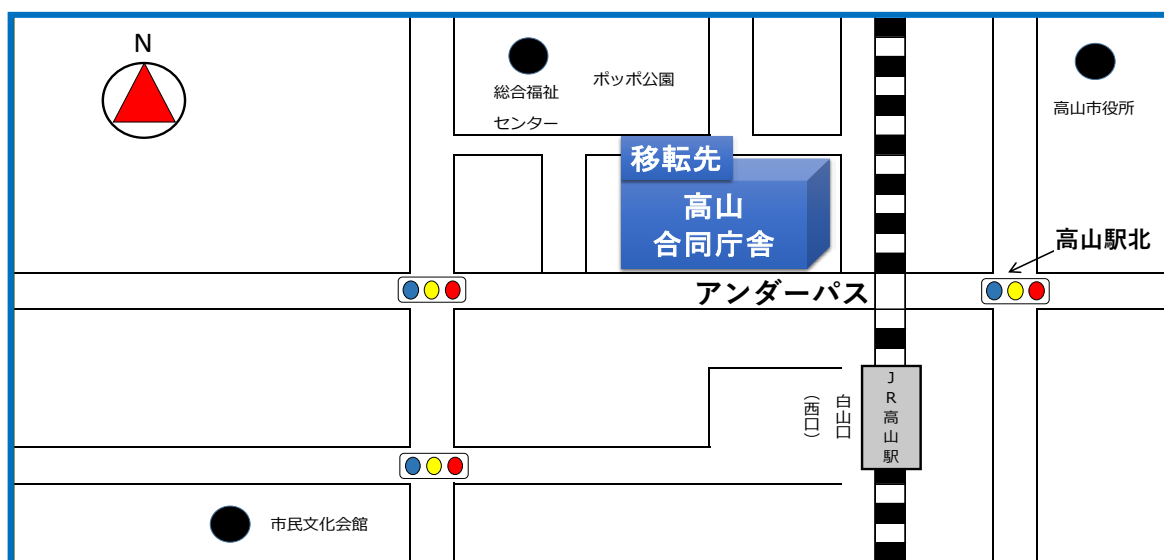 N
総合福祉
センター
ポッポ公園
高山市役所
移転先
高山
合同庁舎
高山駅北
アンダーパス
JR高山駅
白山口
（西口）
市民文化会館